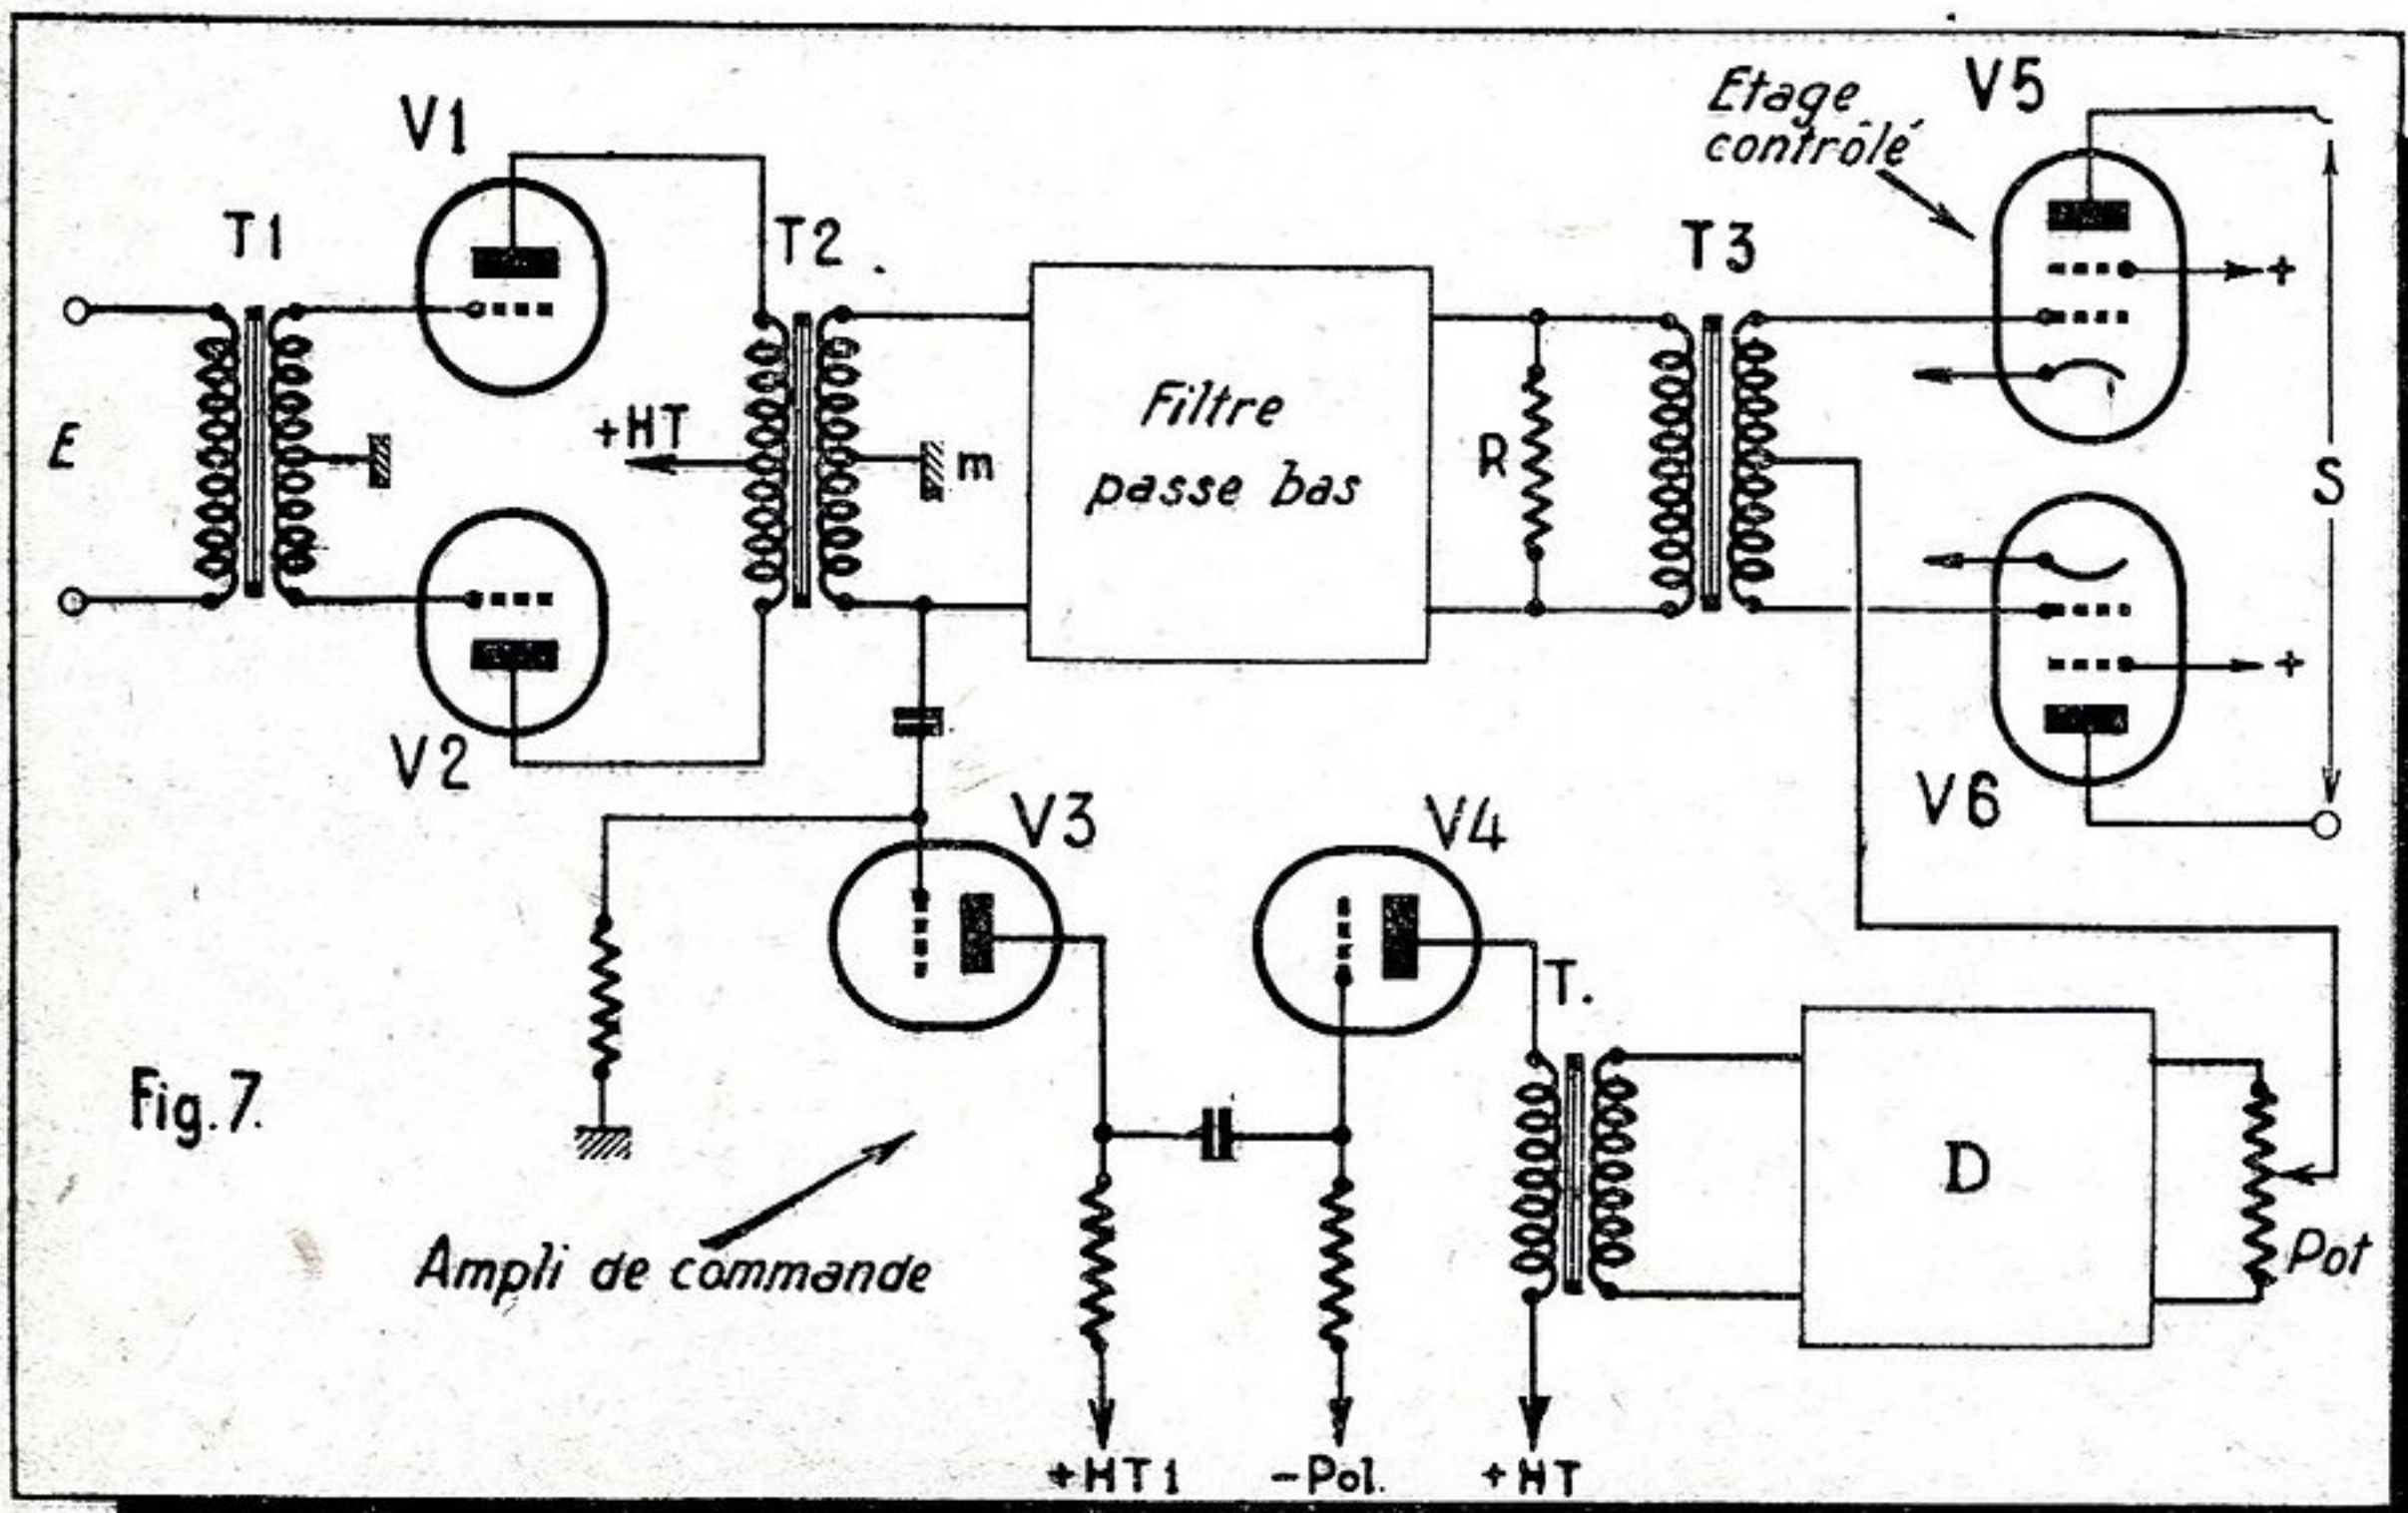 V1
Etage
contrôlé
V5
T1
T2
T3
+
E
+HT
m
Filtre
passe bas
R
S
+
V2
V3
V4
V6
T.
Fig.7.
Ampli de commande
D
Pot
+HT1
-Pol.
+HT